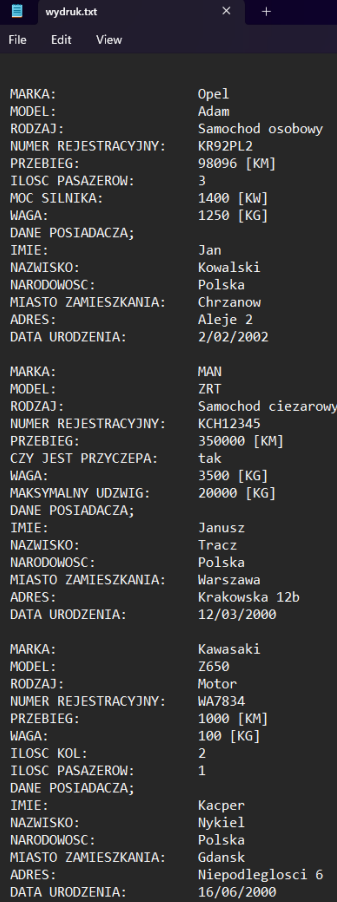 wydruk.txt
File Edit View
MARKA: Opel
MODEL: Adam
RODZAJ: Samochod osobowy
NUMER REJESTRACYJNY: KR92PL2
PRZEBIEG: 98096 [KM]
ILOSC PASAZEROW: 3
MOC SILNIKA: 1400 [KW]
WAGA: 1250 [KG]
DANE POSIADACZA;
IMIE: Jan
NAZWISKO: Kowalski
NARODOWOSC: Polska
MIASTO ZAMIESZKANIA: Chrzanow
ADRES: Aleje 2
DATA URODZENIA: 2/02/2002
MARKA: MAN
MODEL: ZRT
RODZAJ: Samochod ciezarowy
NUMER REJESTRACYJNY: KCH12345
PRZEBIEG: 350000 [KM]
CZY JEST PRZYCZEPA: tak
WAGA: 3500 [KG]
MAKSYMALNY UDZWIG: 20000 [KG]
DANE POSIADACZA;
IMIE: Janusz
NAZWISKO: Tracz
NARODOWOSC: Polska
MIASTO ZAMIESZKANIA: Warszawa
ADRES: Krakowska 12b
DATA URODZENIA: 12/03/2000
MARKA: Kawasaki
MODEL: Z650
RODZAJ: Motor
NUMER REJESTRACYJNY: WA7834
PRZEBIEG: 1000 [KM]
WAGA: 100 [KG]
ILOSC KOL: 2
ILOSC PASAZEROW: 1
DANE POSIADACZA;
IMIE: Kacper
NAZWISKO: Nykiel
NARODOWOSC: Polska
MIASTO ZAMIESZKANIA: Gdansk
ADRES: Niepodleglosci 6
DATA URODZENIA: 16/06/2000